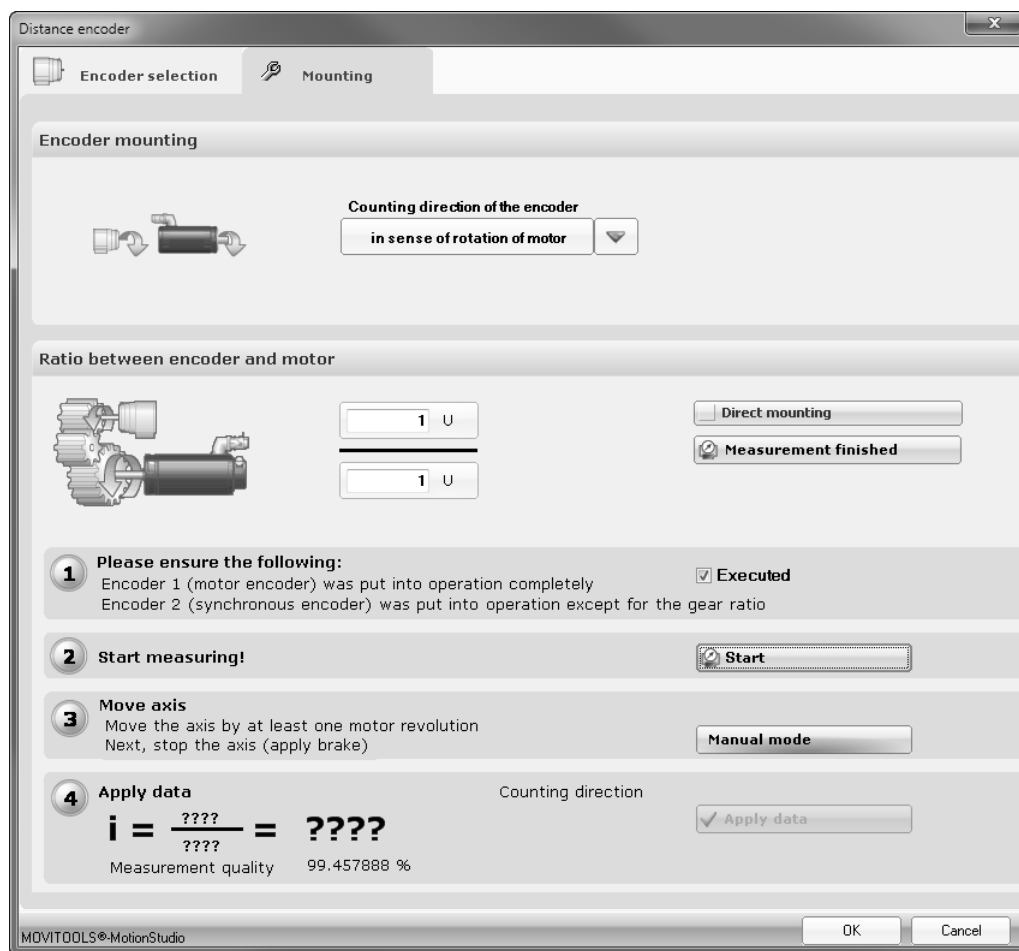 Distance encoder
Encoder selection
Mounting
Encoder mounting
Counting direction of the encoder
in sense of rotation of motor
Ratio between encoder and motor
1 U
1 U
Direct mounting
Measurement finished
1
Please ensure the following:
Encoder 1 (motor encoder) was put into operation completely
Encoder 2 (synchronous encoder) was put into operation except for the gear ratio
Executed
2
Start measuring!
Start
3
Move axis
Move the axis by at least one motor revolution
Next, stop the axis (apply brake)
Manual mode
4
Apply data
Counting direction
i = ????/???? = ????
Apply data
Measurement quality 99.457888 %
MOVITOOLS®-MotionStudio
OK
Cancel